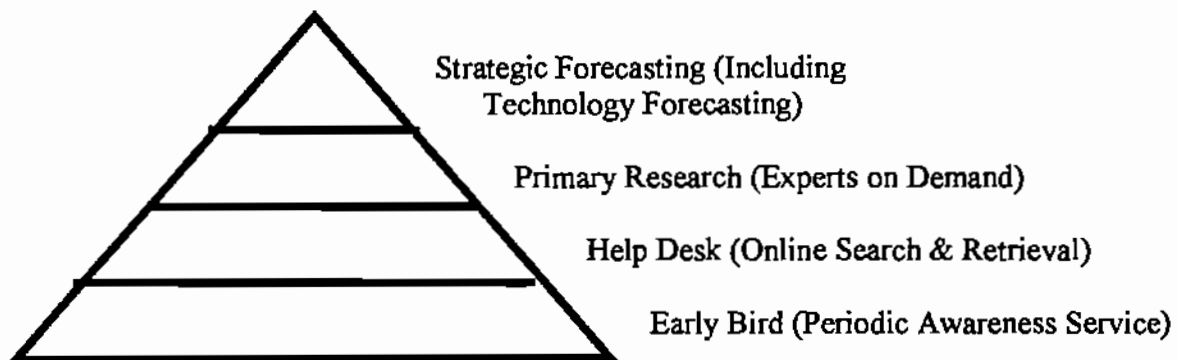 Strategic Forecasting (Including
Technology Forecasting)
Primary Research (Experts on Demand)
Help Desk (Online Search & Retrieval)
Early Bird (Periodic Awareness Service)